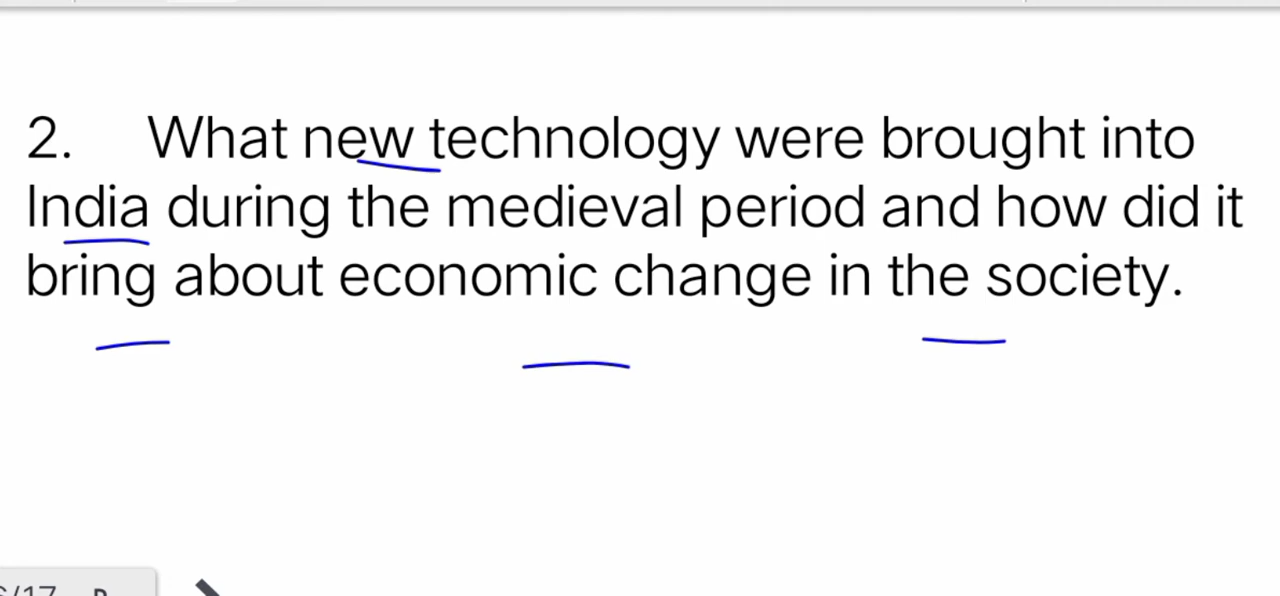 2. What new technology were brought into
India during the medieval period and how did it
bring about economic change in the society.